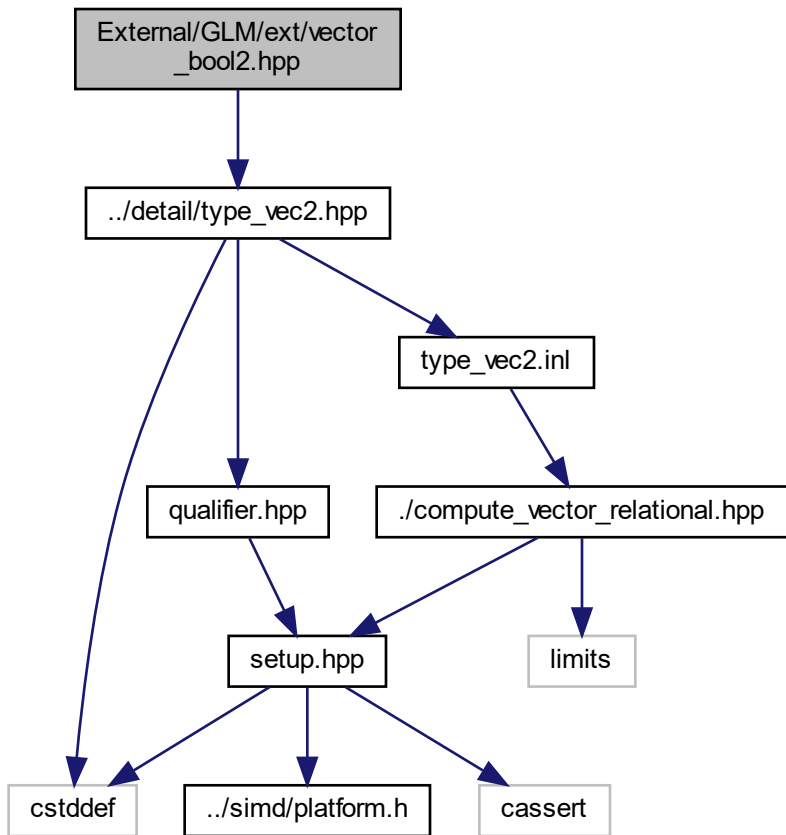 External/GLM/ext/vector
_bool2.hpp
../detail/type_vec2.hpp
type_vec2.inl
qualifier.hpp
./compute_vector_relational.hpp
setup.hpp
limits
cstddef
../simd/platform.h
cassert